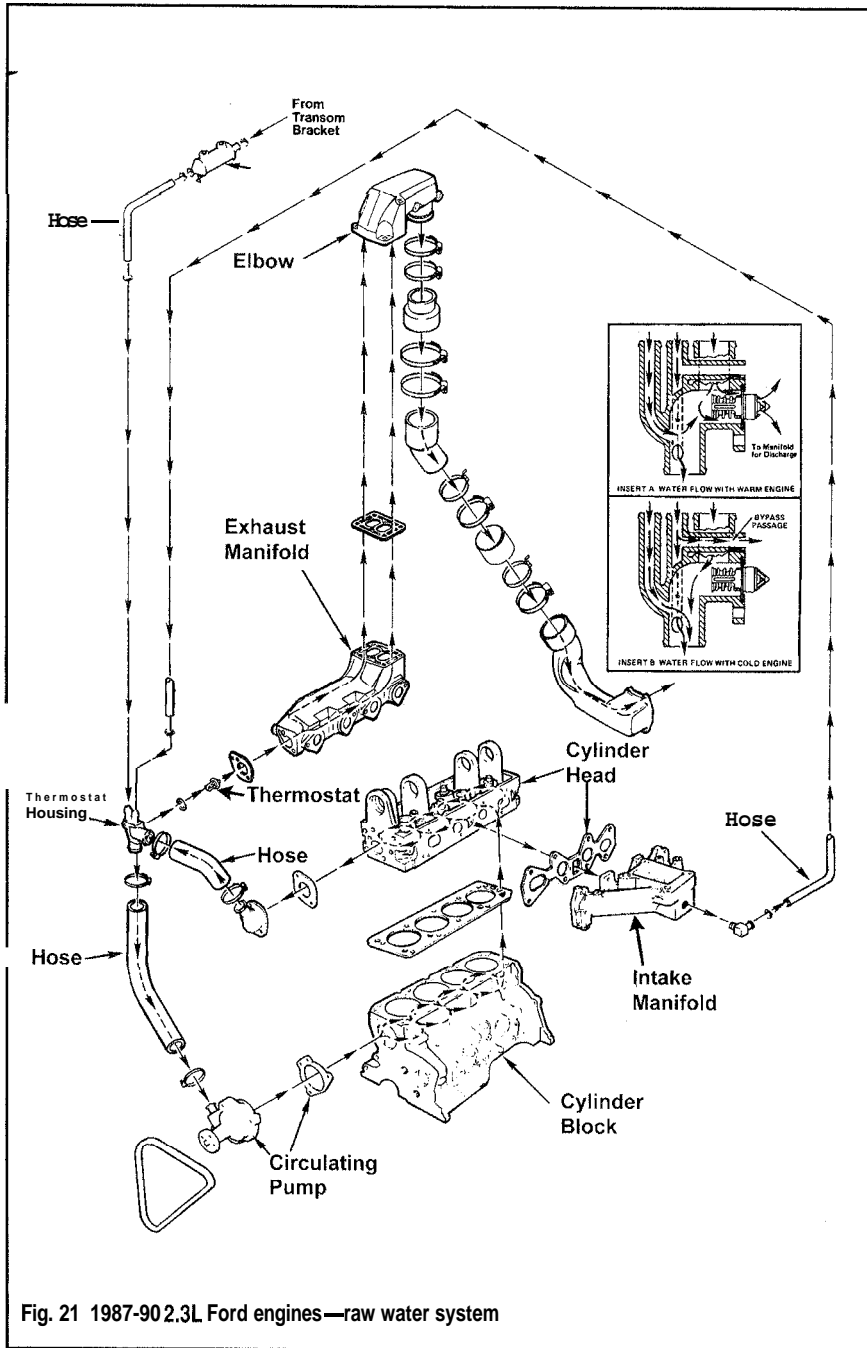 From
Transom
Bracket
Hose
Elbow
To Manifold
for Discharge
INSERT A WATER FLOW WITH WARM ENGINE
BYPASS
PASSAGE
INSERT B WATER FLOW WITH COLD ENGINE
Exhaust
Manifold
Cylinder
Head
Thermostat
Thermostat
Housing
Hose
Hose
Hose
Intake
Manifold
Cylinder
Block
Circulating
Pump
Fig. 21 1987-90 2.3L Ford engines—raw water system